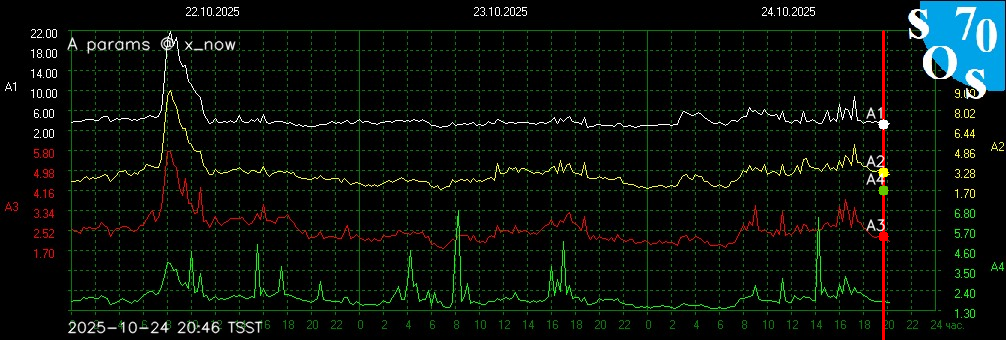 22.10.2025 23.10.2025 24.10.2025
SOS70
A params @ x_now
A1
22.00
18.00
14.00
10.00
6.00
2.00
A3
5.80
4.98
4.16
3.34
2.52
1.70
A1
A2
A4
A3
A2
9.60
8.02
6.44
4.86
3.28
1.70
A4
6.80
5.70
4.60
3.50
2.40
1.30
2025-10-24 20:46 TSST
18 20 22 0 2 4 6 8 10 12 14 16 18 20 22 0 2 4 6 8 10 12 14 16 18 20 22 24 час.